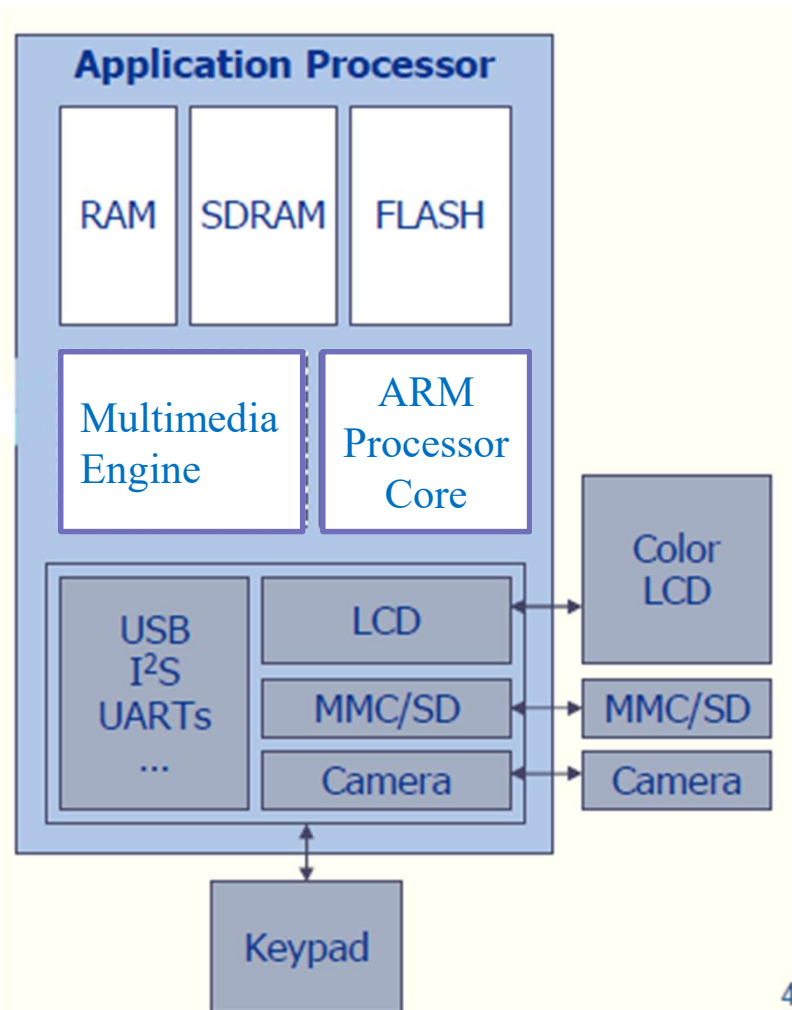 Application Processor
RAM
SDRAM
FLASH
Multimedia
Engine
ARM
Processor
Core
USB
I²S
UARTs
...
LCD
MMC/SD
Camera
Color
LCD
MMC/SD
Camera
Keypad
4